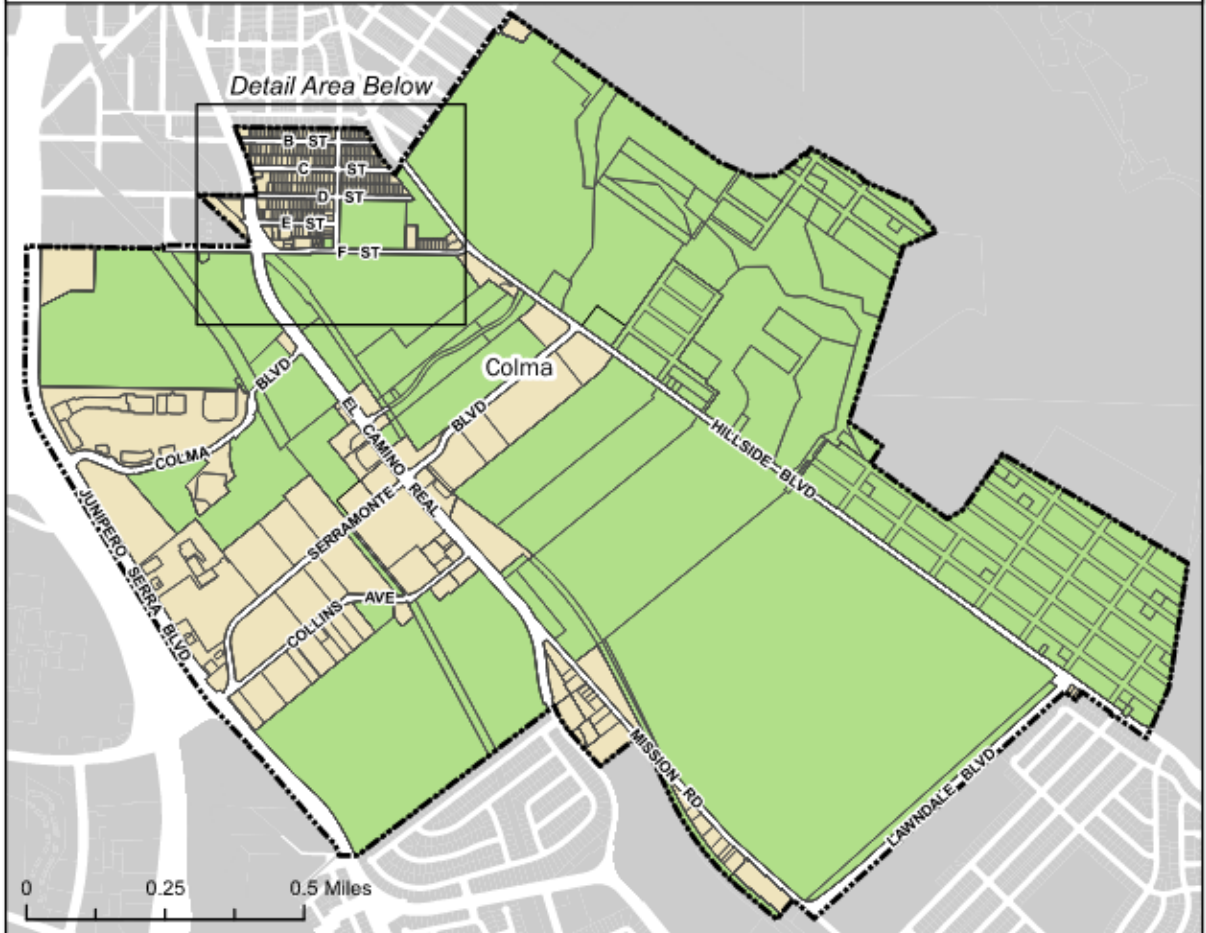 Detail Area Below
B ST
C ST
D ST
E ST
F ST
Colma
COLMA BLVD
EL CAMINO REAL
SERRAMONTE BLVD
HILLSIDE BLVD
JUNIPERO SERRA BLVD
COLLINS AVE
MISSION RD
LAWNDALE BLVD
0 0.25 0.5 Miles